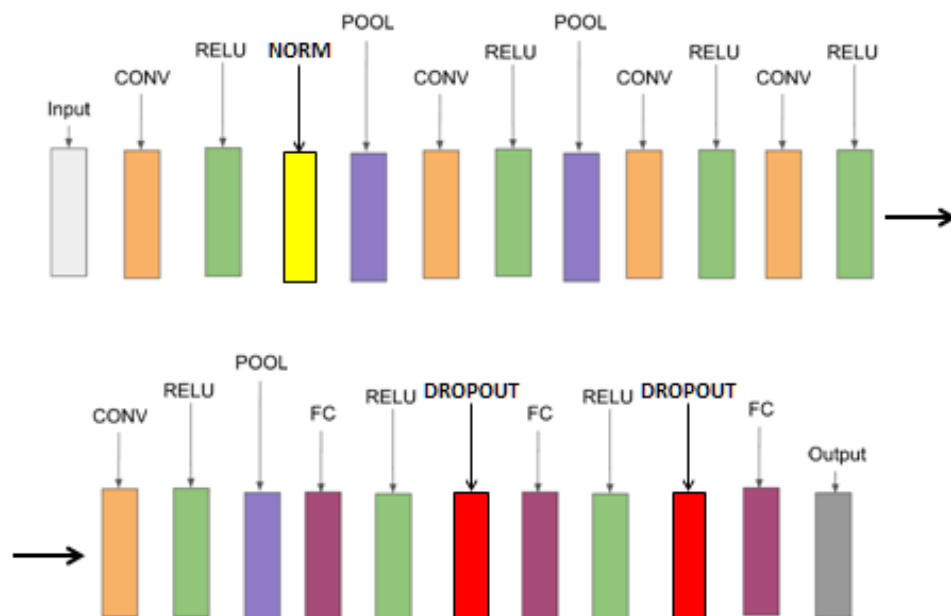 Input
CONV
RELU
NORM
POOL
CONV
RELU
POOL
CONV
RELU
CONV
RELU
CONV
RELU
POOL
FC
RELU
DROPOUT
FC
RELU
DROPOUT
FC
Output